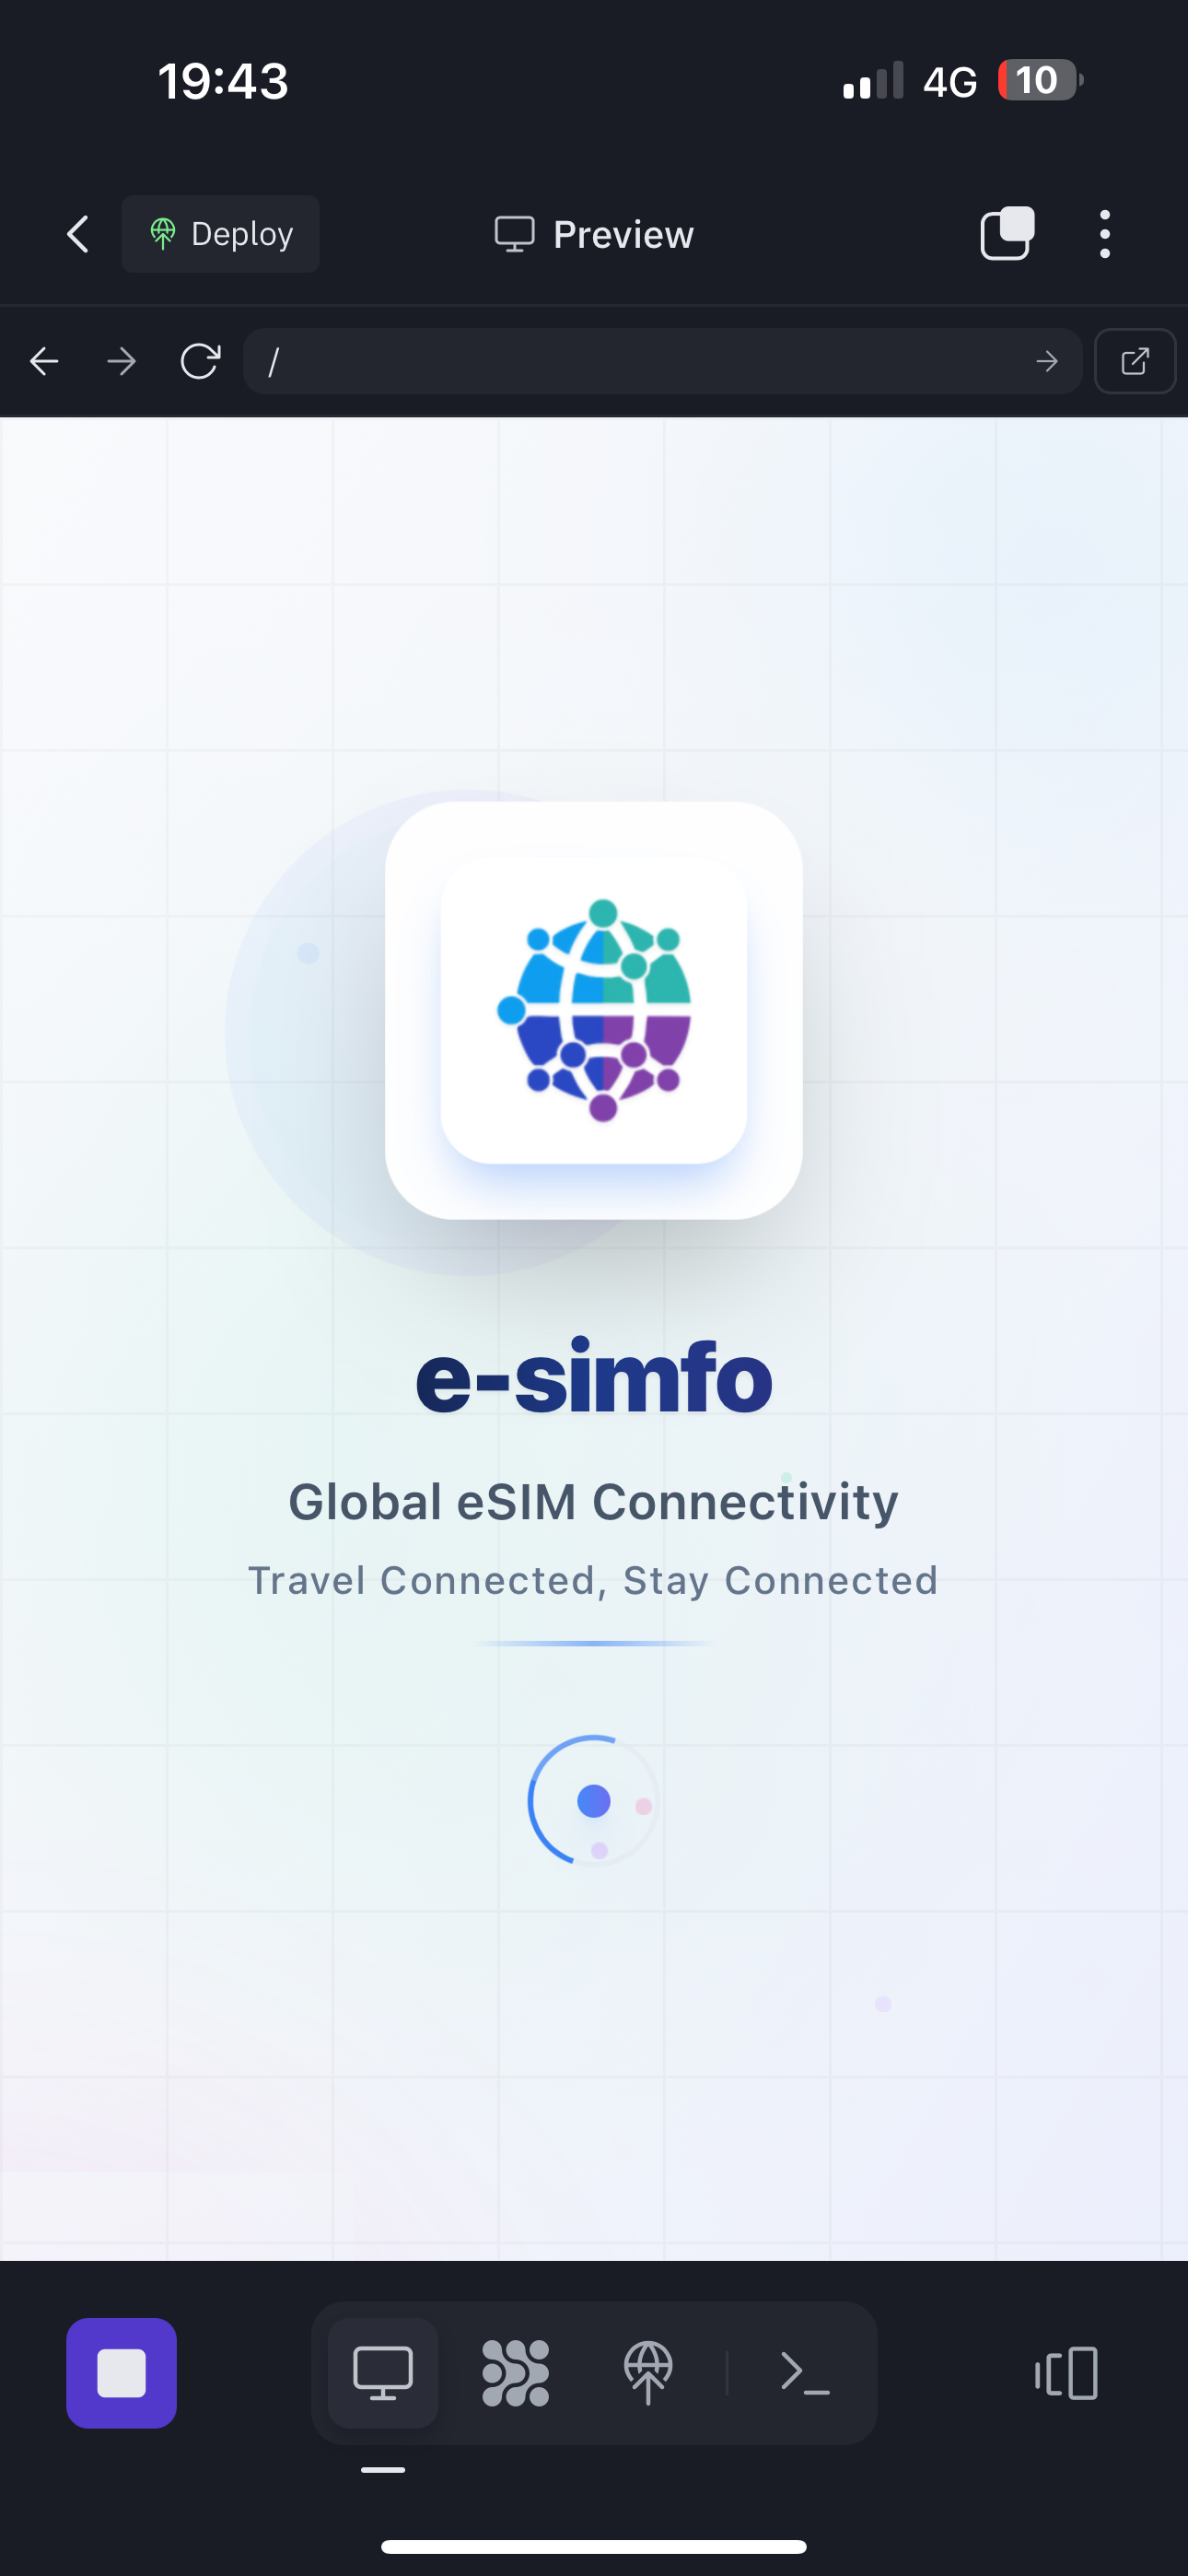 19:43
4G
10
Deploy
Preview
/
e-simfo
Global eSIM Connectivity
Travel Connected, Stay Connected